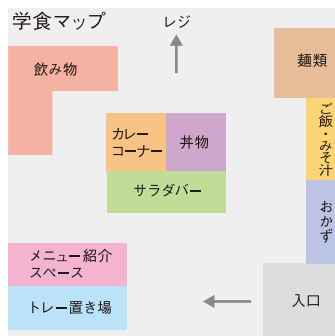 学食マップ
レジ
飲み物
麺類
カレー
コーナー
丼物
ご飯・みそ汁
サラダバー
おかず
メニュー紹介
スペース
トレー置き場
入口